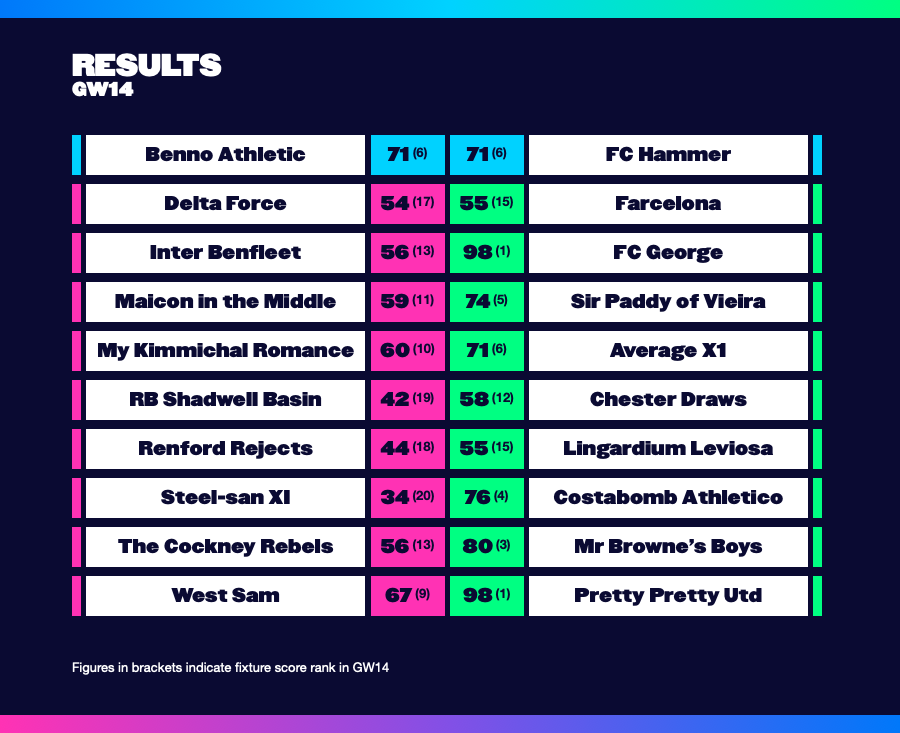 RESULTS
GW14
Benno Athletic 71 (6) 71 (6) FC Hammer
Delta Force 54 (17) 55 (15) Farcelona
Inter Benfleet 56 (13) 98 (1) FC George
Maicon in the Middle 59 (11) 74 (5) Sir Paddy of Vieira
My Kimmichal Romance 60 (10) 71 (6) Average X1
RB Shadwell Basin 42 (19) 58 (12) Chester Draws
Renford Rejects 44 (18) 55 (15) Lingardium Leviosa
Steel-san XI 34 (20) 76 (4) Costabomb Athletico
The Cockney Rebels 56 (13) 80 (3) Mr Browne’s Boys
West Sam 67 (9) 98 (1) Pretty Pretty Utd
Figures in brackets indicate fixture score rank in GW14